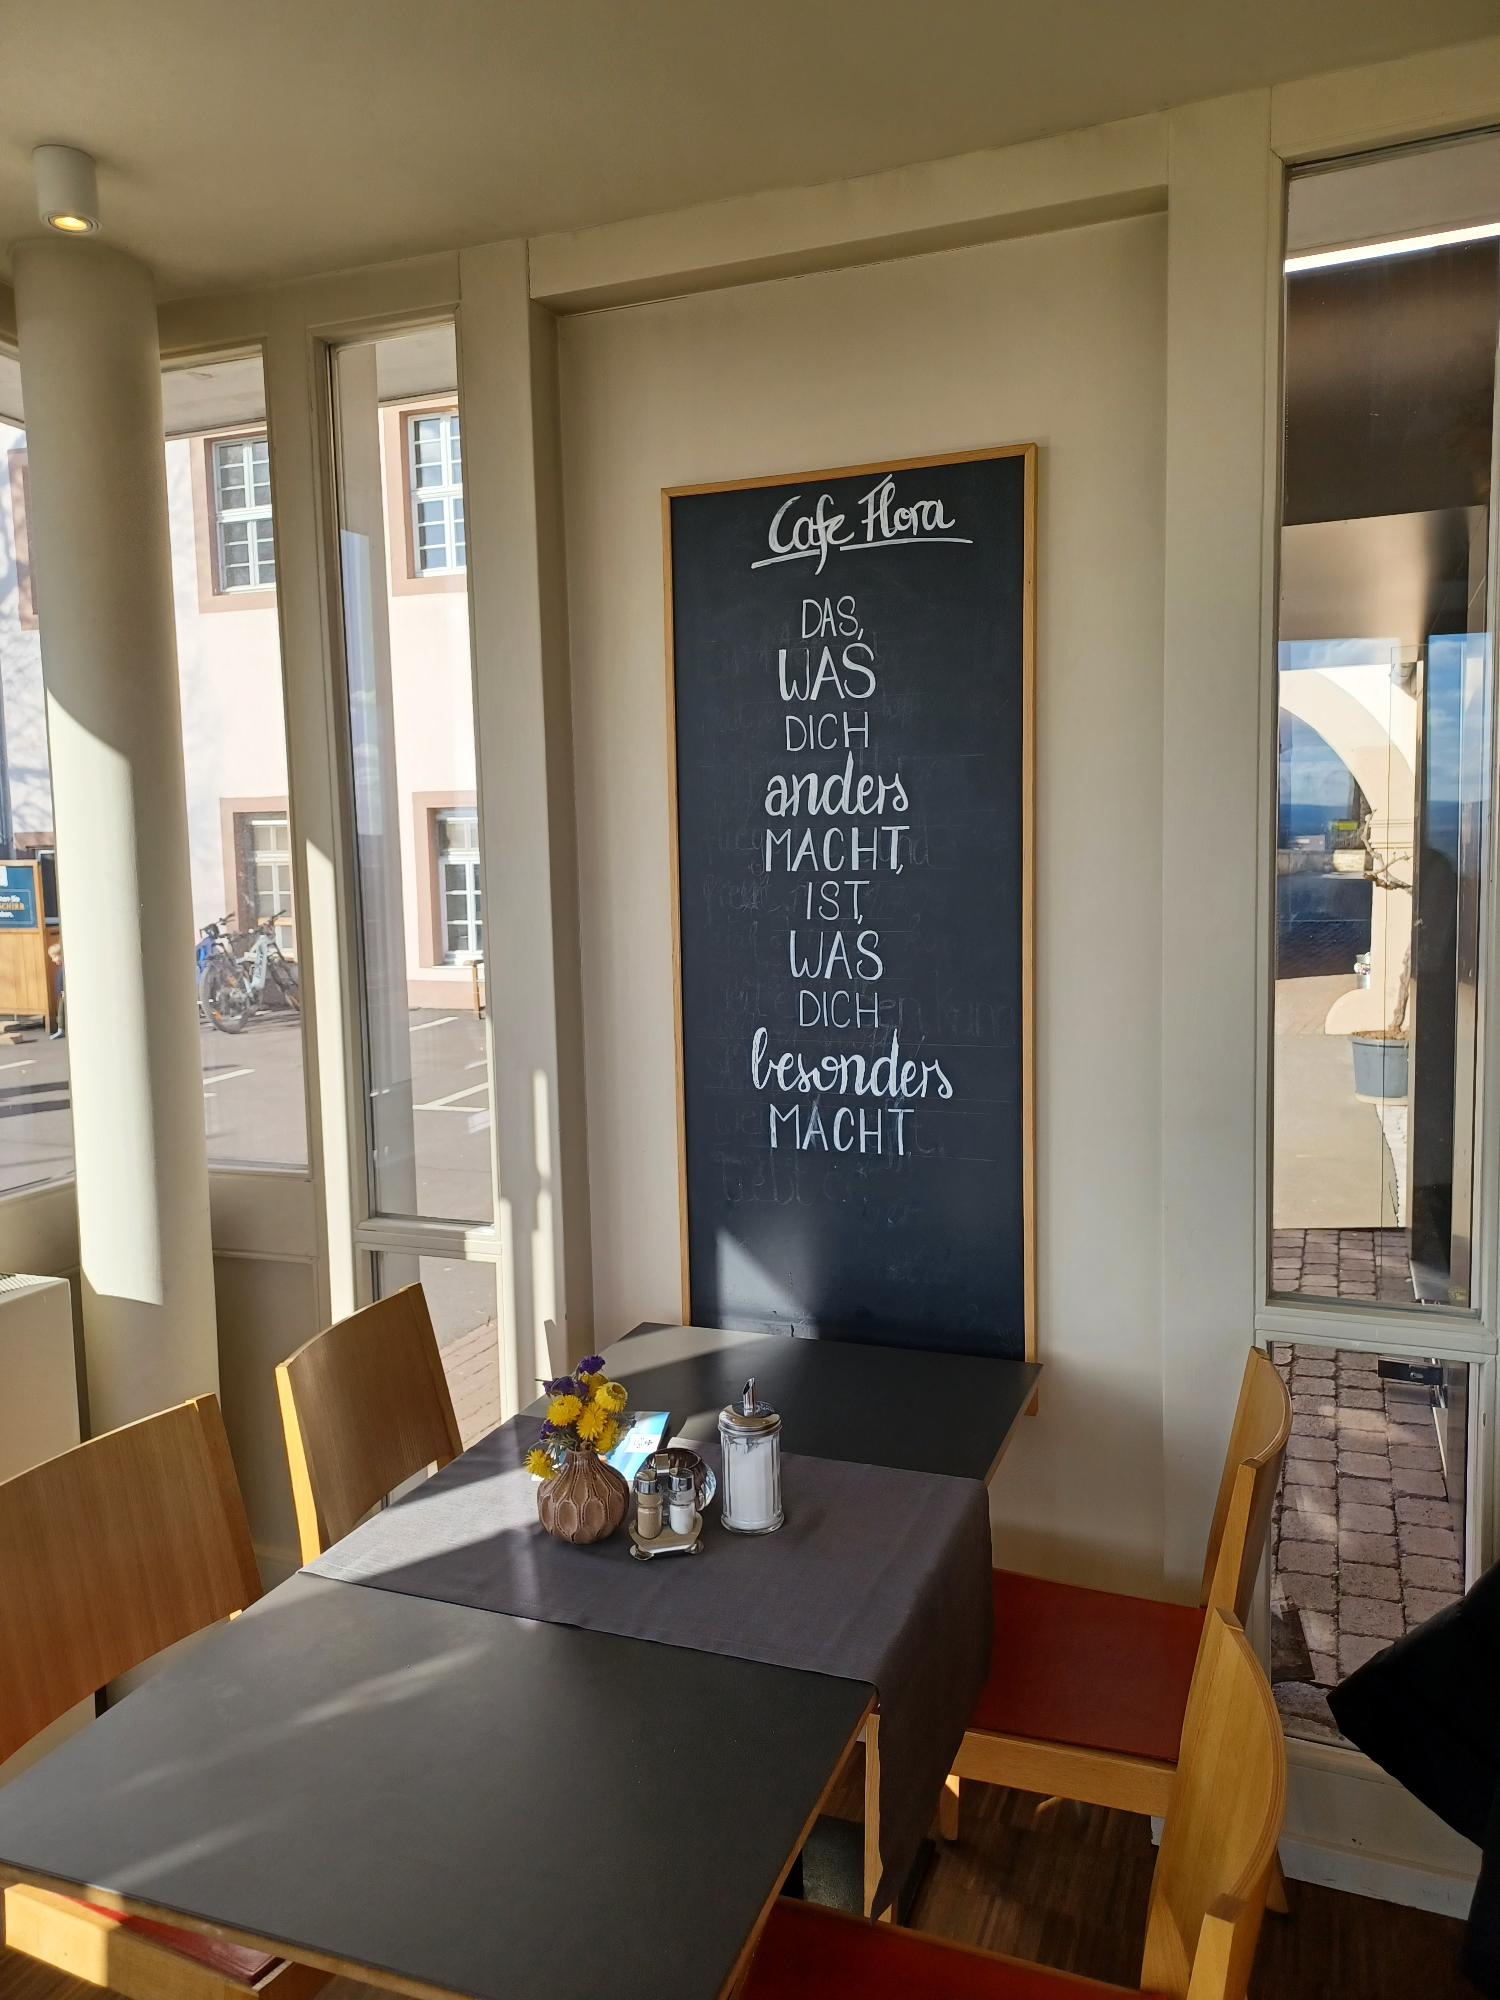 Cafe Flora
DAS,
WAS
DICH
anders
MACHT,
IST,
WAS
DICH
besonders
MACHT